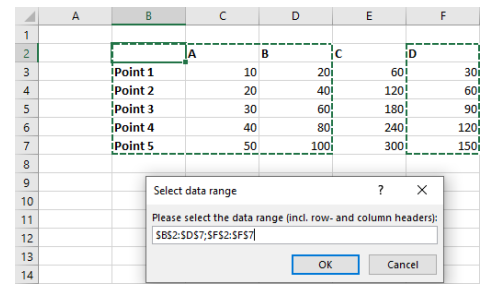 A B C D E F
1
2 A B C D
3 Point 1 10 20 60 30
4 Point 2 20 40 120 60
5 Point 3 30 60 180 90
6 Point 4 40 80 240 120
7 Point 5 50 100 300 150
8
9
Select data range ? ×
10
11
Please select the data range (incl. row- and column headers):
12
$B$2:$D$7;$F$2:$F$7
13
OK Cancel
14